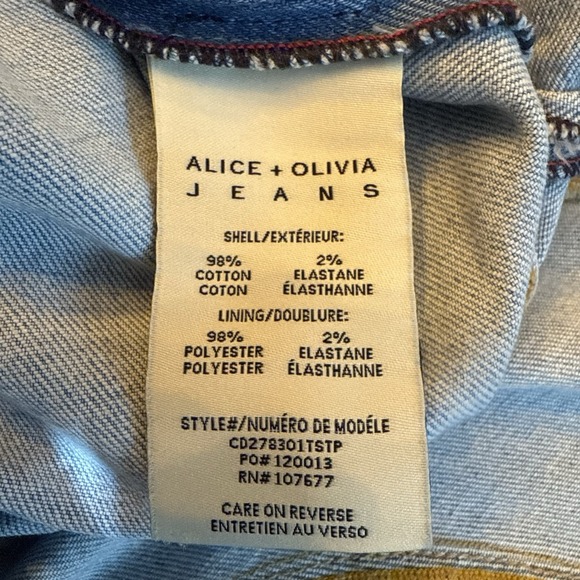 ALICE + OLIVIA
JEANS
SHELL/EXTÉRIEUR:
98% 2%
COTTON ELASTANE
COTON ÉLASTHANNE
LINING/DOUBLURE:
98% 2%
POLYESTER ELASTANE
POLYESTER ÉLASTHANNE
STYLE#/NUMÉRO DE MODÉLE
CD278301TSTP
PO# 120013
RN# 107677
CARE ON REVERSE
ENTRETIEN AU VERSO